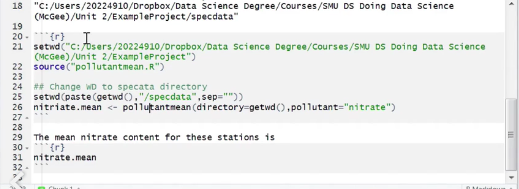 18 "C:/Users/20224910/Dropbox/Data Science Degree/Courses/SMU DS Doing Data Science
(McGee)/Unit 2/ExampleProject/specdata"
19
20 ```{r}
21 setwd("C:/Users/20224910/Dropbox/Data Science Degree/Courses/SMU DS Doing Data Science
(McGee)/Unit 2/ExampleProject")
22 source("pollutantmean.R")
23
24 ## Change WD to specata directory
25 setwd(paste(getwd(),"/specdata",sep=""))
26 nitriate.mean <- pollutantmean(directory=getwd(),pollutant="nitrate")
27 ```
28
29 The mean nitrate content for these stations is
30 ```{r}
31 nitrate.mean
32 ```